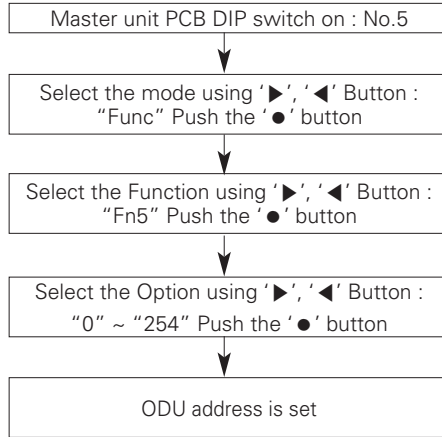 Master unit PCB DIP switch on : No.5
Select the mode using ‘▶’, ‘◀’ Button :
“Func” Push the ‘●’ button
Select the Function using ‘▶’, ‘◀’ Button :
“Fn5” Push the ‘●’ button
Select the Option using ‘▶’, ‘◀’ Button :
“0” ~ “254” Push the ‘●’ button
ODU address is set